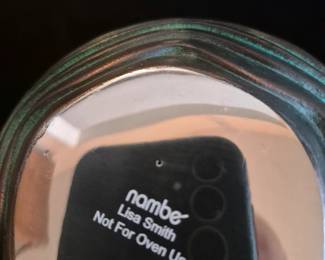 nambe
Lisa Smith
Not For Oven